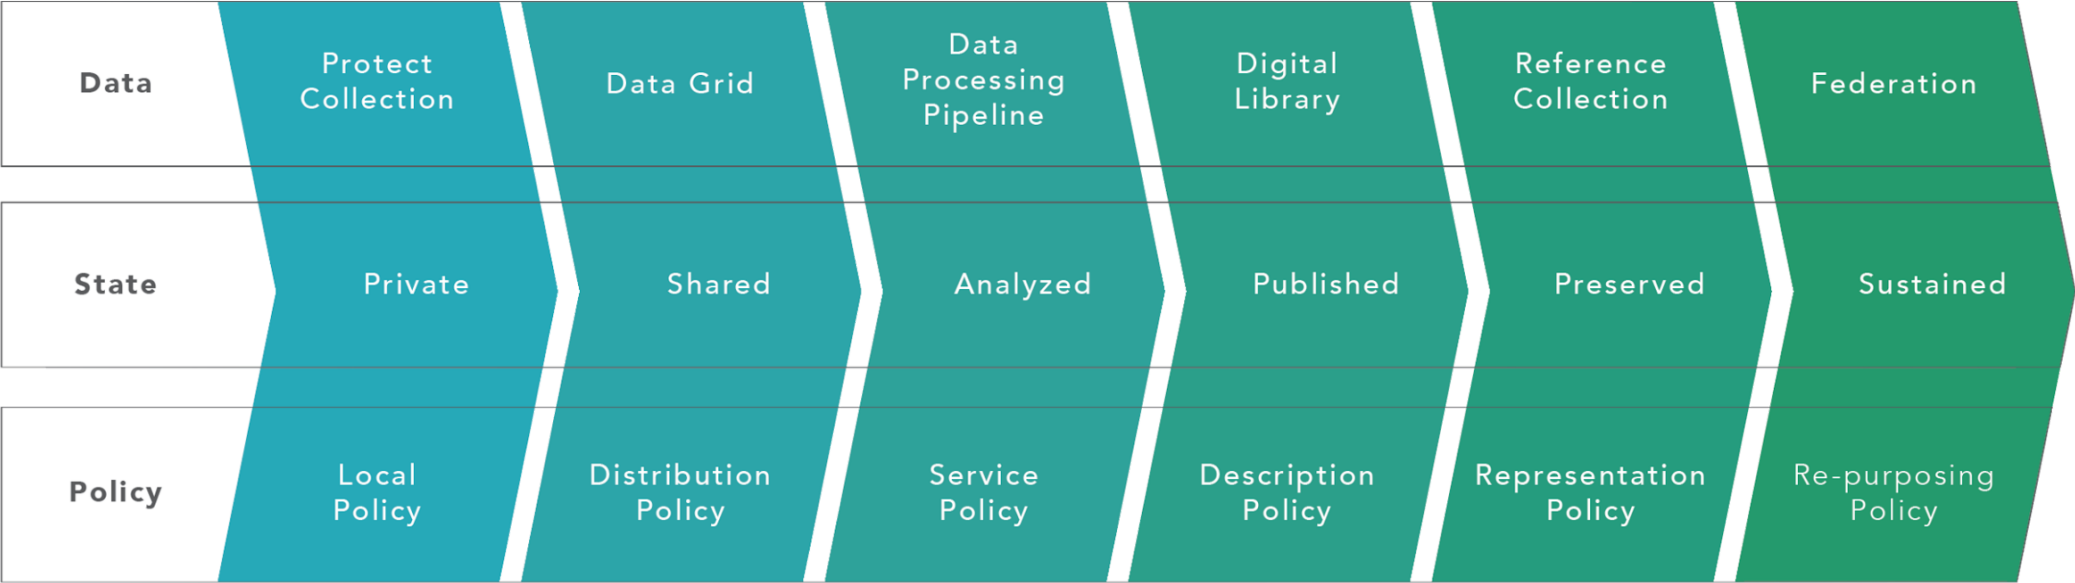 Data
Protect
Collection
Data Grid
Data
Processing
Pipeline
Digital
Library
Reference
Collection
Federation
State
Private
Shared
Analyzed
Published
Preserved
Sustained
Policy
Local
Policy
Distribution
Policy
Service
Policy
Description
Policy
Representation
Policy
Re-purposing
Policy